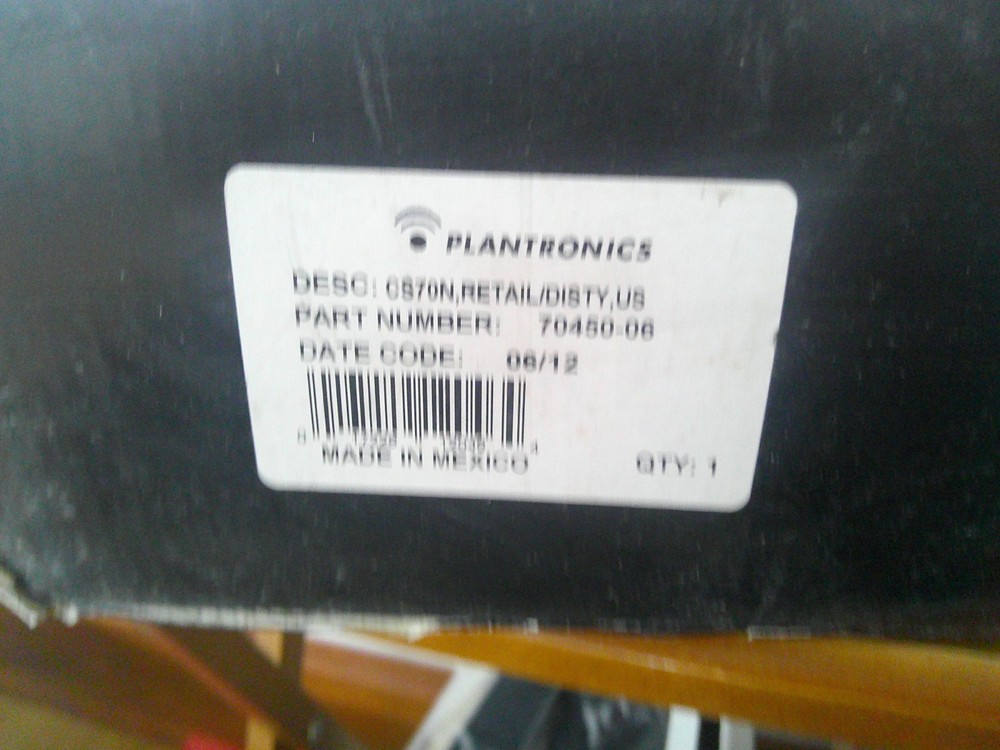 PLANTRONICS
DESC: CS70N,RETAIL/DISTY,US
PART NUMBER: 70450-06
DATE CODE: 06/12
MADE IN MEXICO
QTY: 1